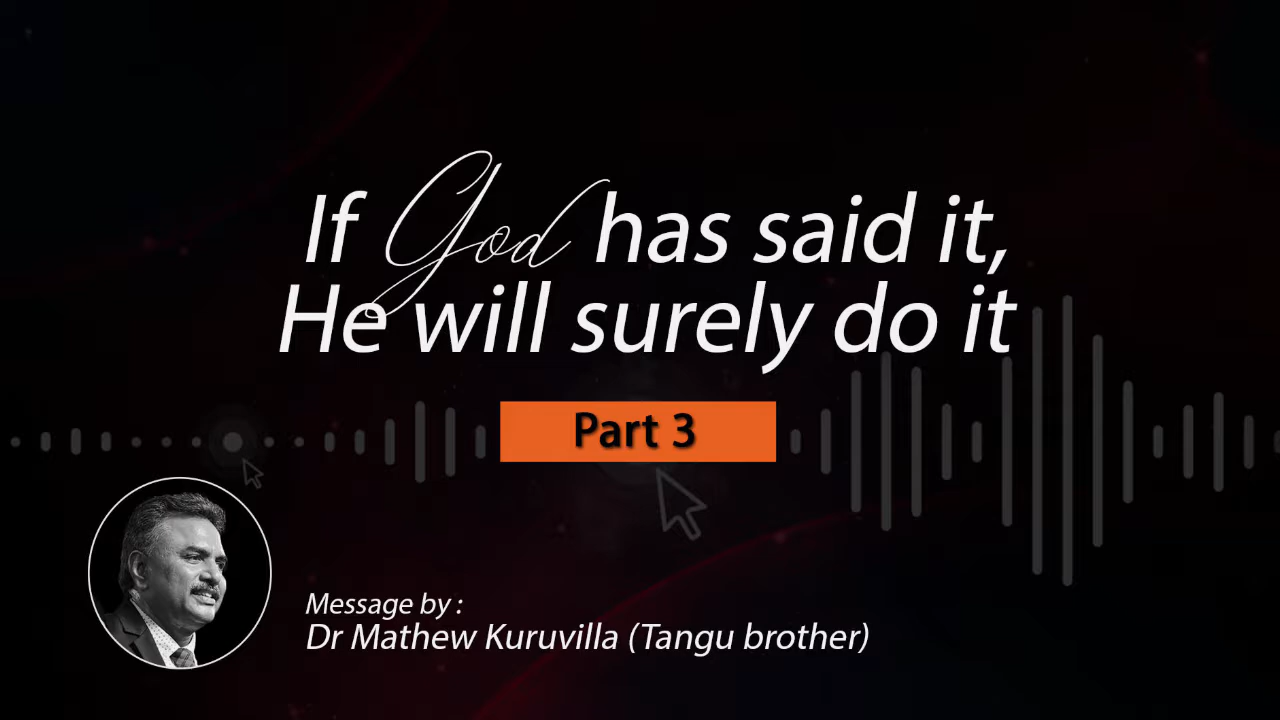 If God has said it,
He will surely do it
Part 3
Message by :
Dr Mathew Kuruvilla (Tangu brother)